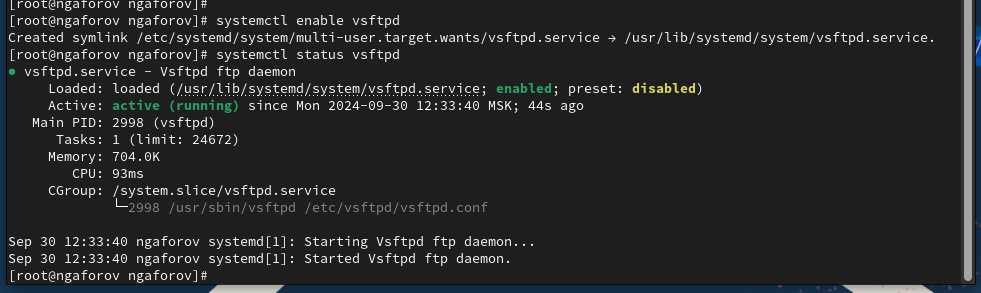 [root@ngaforov ngaforov]#
[root@ngaforov ngaforov]# systemctl enable vsftpd
Created symlink /etc/systemd/system/multi-user.target.wants/vsftpd.service → /usr/lib/systemd/system/vsftpd.service.
[root@ngaforov ngaforov]# systemctl status vsftpd
● vsftpd.service - Vsftpd ftp daemon
     Loaded: loaded (/usr/lib/systemd/system/vsftpd.service; enabled; preset: disabled)
     Active: active (running) since Mon 2024-09-30 12:33:40 MSK; 44s ago
   Main PID: 2998 (vsftpd)
      Tasks: 1 (limit: 24672)
     Memory: 704.0K
        CPU: 93ms
     CGroup: /system.slice/vsftpd.service
             └─2998 /usr/sbin/vsftpd /etc/vsftpd/vsftpd.conf
Sep 30 12:33:40 ngaforov systemd[1]: Starting Vsftpd ftp daemon...
Sep 30 12:33:40 ngaforov systemd[1]: Started Vsftpd ftp daemon.
[root@ngaforov ngaforov]#